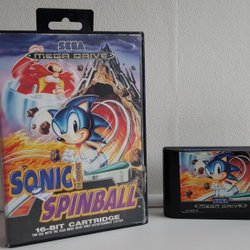 SEGA
MEGA DRIVE
SONIC
SPINBALL
16-BIT CARTRIDGE
SEGA
MEGA DRIVE